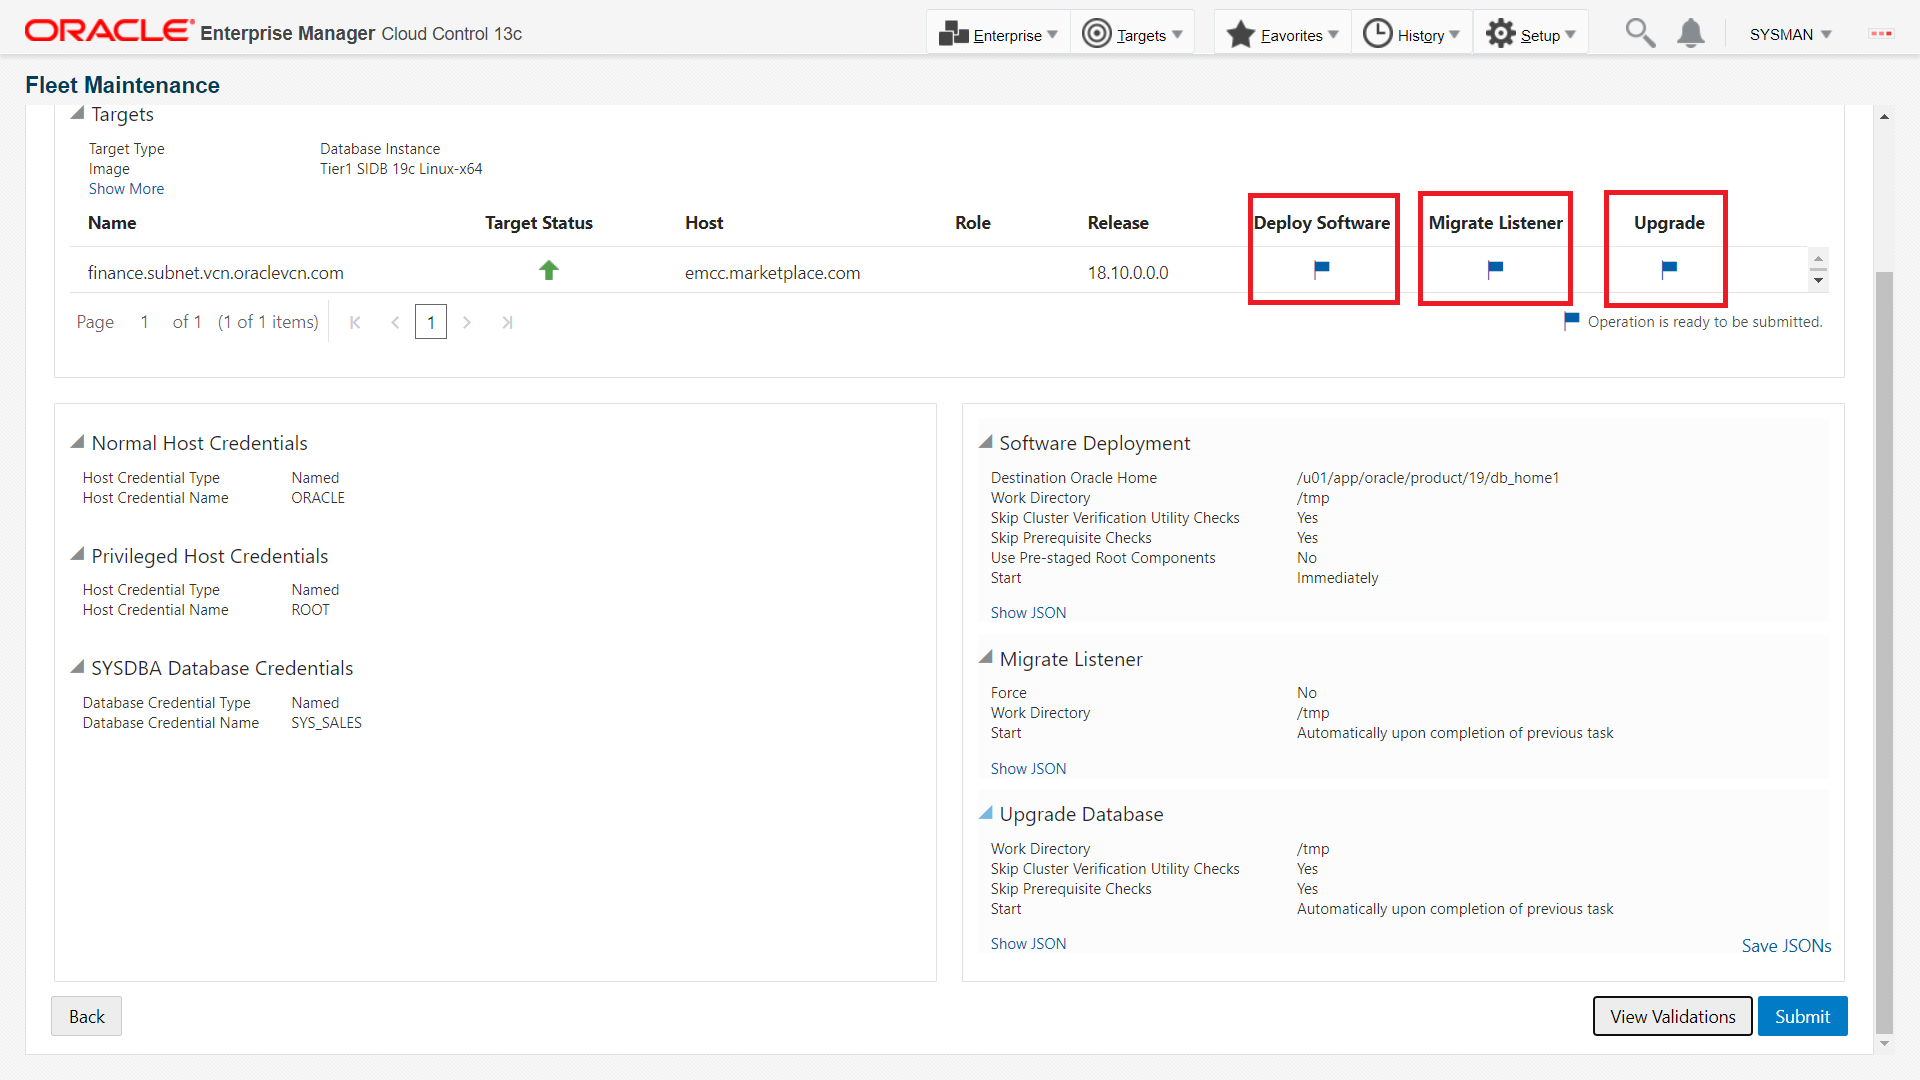 ORACLE Enterprise Manager Cloud Control 13c
Enterprise Targets Favorites History Setup SYSMAN
Fleet Maintenance
Targets
Target Type Database Instance
Image Tier1 SIDB 19c Linux-x64
Show More
Name Target Status Host Role Release Deploy Software Migrate Listener Upgrade
finance.subnet.vcn.oraclevcn.com emcc.marketplace.com 18.10.0.0.0
Page 1 of 1 (1 of 1 items) 1 Operation is ready to be submitted.
Normal Host Credentials
Host Credential Type Named
Host Credential Name ORACLE
Privileged Host Credentials
Host Credential Type Named
Host Credential Name ROOT
SYSDBA Database Credentials
Database Credential Type Named
Database Credential Name SYS_SALES
Software Deployment
Destination Oracle Home /u01/app/oracle/product/19/db_home1
Work Directory /tmp
Skip Cluster Verification Utility Checks Yes
Skip Prerequisite Checks Yes
Use Pre-staged Root Components No
Start Immediately
Show JSON
Migrate Listener
Force No
Work Directory /tmp
Start Automatically upon completion of previous task
Show JSON
Upgrade Database
Work Directory /tmp
Skip Cluster Verification Utility Checks Yes
Skip Prerequisite Checks Yes
Start Automatically upon completion of previous task
Show JSON
Save JSONs
Back View Validations Submit